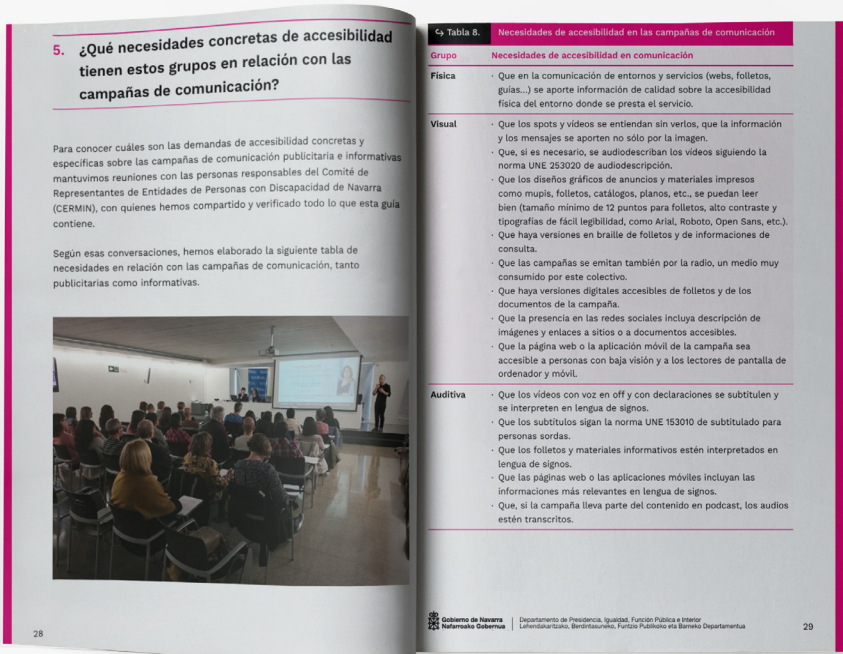 5. ¿Qué necesidades concretas de accesibilidad
tienen estos grupos en relación con las
campañas de comunicación?
Para conocer cuáles son las demandas de accesibilidad concretas y
específicas sobre las campañas de comunicación publicitaria e informativas
mantuvimos reuniones con las personas responsables del Comité de
Representantes de Entidades de Personas con Discapacidad de Navarra
(CERMIN), con quienes hemos compartido y verificado todo lo que esta guía
contiene.
Según esas conversaciones, hemos elaborado la siguiente tabla de
necesidades en relación con las campañas de comunicación, tanto
publicitarias como informativas.
28
↪ Tabla 8. Necesidades de accesibilidad en las campañas de comunicación
Grupo Necesidades de accesibilidad en comunicación
Física · Que en la comunicación de entornos y servicios (webs, folletos,
guías...) se aporte información de calidad sobre la accesibilidad
física del entorno donde se presta el servicio.
Visual · Que los spots y vídeos se entiendan sin verlos, que la información
y los mensajes se aporten no sólo por la imagen.
· Que, si es necesario, se audiodescriban los vídeos siguiendo la
norma UNE 253020 de audiodescripción.
· Que los diseños gráficos de anuncios y materiales impresos
como mupis, folletos, catálogos, planos, etc., se puedan leer
bien (tamaño mínimo de 12 puntos para folletos, alto contraste y
tipografías de fácil legibilidad, como Arial, Roboto, Open Sans, etc.).
· Que haya versiones en braille de folletos y de informaciones de
consulta.
· Que las campañas se emitan también por la radio, un medio muy
consumido por este colectivo.
· Que haya versiones digitales accesibles de folletos y de los
documentos de la campaña.
· Que la presencia en las redes sociales incluya descripción de
imágenes y enlaces a sitios o a documentos accesibles.
· Que la página web o la aplicación móvil de la campaña sea
accesible a personas con baja visión y a los lectores de pantalla de
ordenador y móvil.
Auditiva · Que los vídeos con voz en off y con declaraciones se subtitulen y
se interpreten en lengua de signos.
· Que los subtítulos sigan la norma UNE 153010 de subtitulado para
personas sordas.
· Que los folletos y materiales informativos estén interpretados en
lengua de signos.
· Que las páginas web o las aplicaciones móviles incluyan las
informaciones más relevantes en lengua de signos.
· Que, si la campaña lleva parte del contenido en podcast, los audios
estén transcritos.
Gobierno de Navarra
Nafarroako Gobernua
Departamento de Presidencia, Igualdad, Función Pública e Interior
Lehendakaritzako, Berdintasuneko, Funtzio Publikoko eta Barneko Departamentua
29